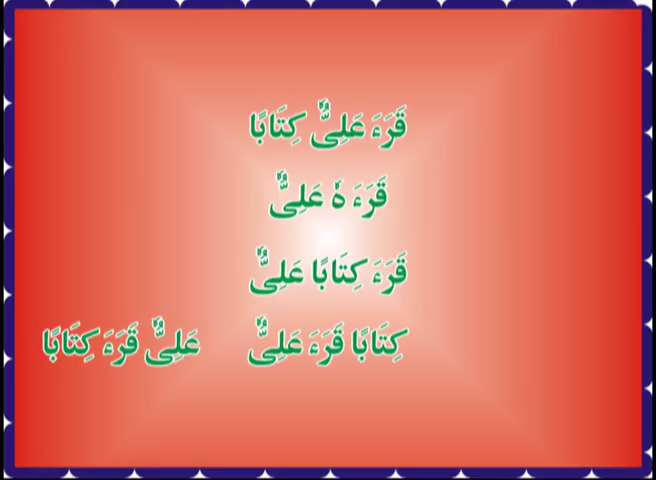 قَرَءَ عَلِىٌّ كِتَابًا
قَرَءَ هٗ عَلِىٌّ
قَرَءَ كِتَابًا عَلِىٌّ
كِتَابًا قَرَءَ عَلِىٌّ عَلِىٌّ قَرَءَ كِتَابًا